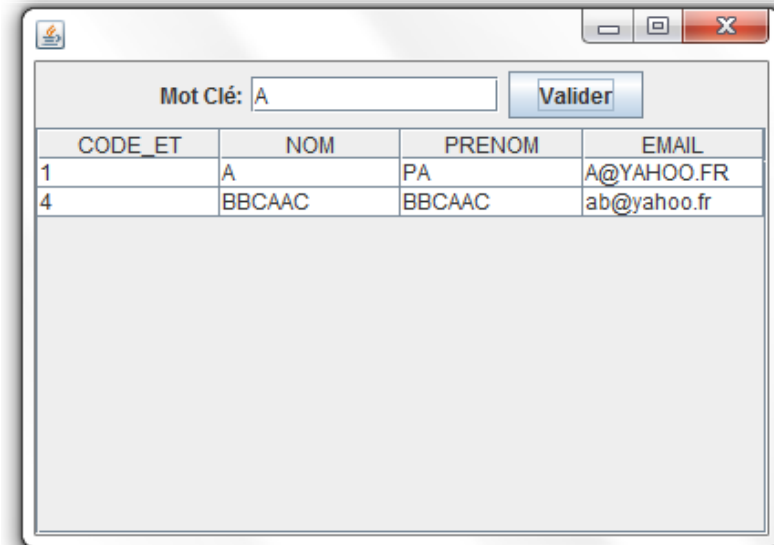 Mot Clé: A Valider
CODE_ET NOM PRENOM EMAIL
1 A PA A@YAHOO.FR
4 BBCAAC BBCAAC ab@yahoo.fr